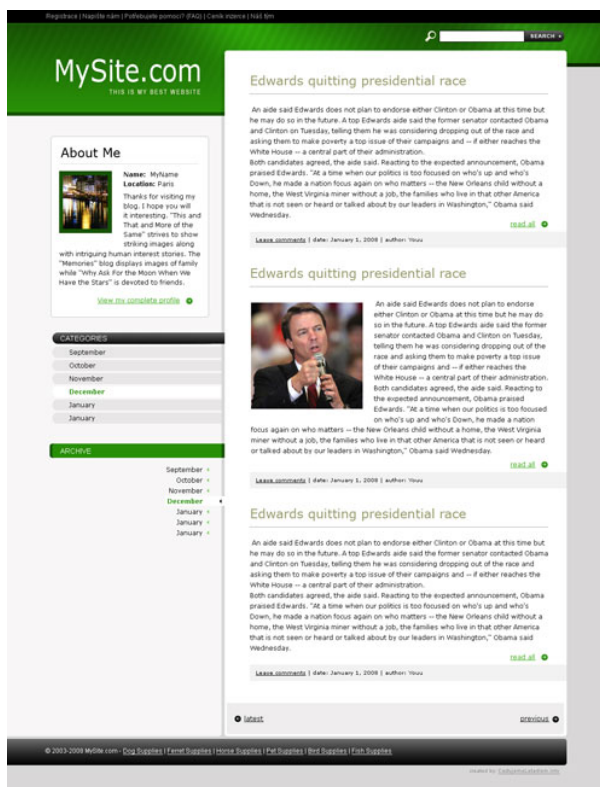 Registrace | Napište nám | Potřebujete pomoci? (FAQ) | Ceník inzerce | Náš tým
SEARCH
MySite.com
THIS IS MY BEST WEBSITE
About Me
Name: MyName
Location: Paris
Thanks for visiting my
blog. I hope you will
it interesting. "This and
That and More of the
Same" strives to show
striking images along
with intriguing human interest stories. The
"Memories" blog displays images of family
while "Why Ask For the Moon When We
Have the Stars" is devoted to friends.
View my complete profile
CATEGORIES
September
October
November
December
January
January
ARCHIVE
September
October
November
December
January
January
January
Edwards quitting presidential race
An aide said Edwards does not plan to endorse either Clinton or Obama at this time but
he may do so in the future. A top Edwards aide said the former senator contacted Obama
and Clinton on Tuesday, telling them he was considering dropping out of the race and
asking them to make poverty a top issue of their campaigns and -- if either reaches the
White House -- a central part of their administration.
Both candidates agreed, the aide said. Reacting to the expected announcement, Obama
praised Edwards. "At a time when our politics is too focused on who's up and who's
Down, he made a nation focus again on who matters -- the New Orleans child without a
home, the West Virginia miner without a job, the families who live in that other America
that is not seen or heard or talked about by our leaders in Washington," Obama said
Wednesday.
read all
Leave comments | date: January 1, 2008 | author: Youu
Edwards quitting presidential race
An aide said Edwards does not plan to endorse
either Clinton or Obama at this time but he may do
so in the future. A top Edwards aide said the former
senator contacted Obama and Clinton on Tuesday,
telling them he was considering dropping out of the
race and asking them to make poverty a top issue
of their campaigns and -- if either reaches the
White House -- a central part of their administration.
Both candidates agreed, the aide said. Reacting to
the expected announcement, Obama praised
Edwards. "At a time when our politics is too focused
on who's up and who's Down, he made a nation
focus again on who matters -- the New Orleans child without a home, the West Virginia
miner without a job, the families who live in that other America that is not seen or heard
or talked about by our leaders in Washington," Obama said Wednesday.
read all
Leave comments | date: January 1, 2008 | author: Youu
Edwards quitting presidential race
An aide said Edwards does not plan to endorse either Clinton or Obama at this time but
he may do so in the future. A top Edwards aide said the former senator contacted Obama
and Clinton on Tuesday, telling them he was considering dropping out of the race and
asking them to make poverty a top issue of their campaigns and -- if either reaches the
White House -- a central part of their administration.
Both candidates agreed, the aide said. Reacting to the expected announcement, Obama
praised Edwards. "At a time when our politics is too focused on who's up and who's
Down, he made a nation focus again on who matters -- the New Orleans child without a
home, the West Virginia miner without a job, the families who live in that other America
that is not seen or heard or talked about by our leaders in Washington," Obama said
Wednesday.
read all
Leave comments | date: January 1, 2008 | author: Youu
latest
previous
© 2003-2008 MySite.com - Dog Supplies | Ferret Supplies | Horse Supplies | Pet Supplies | Bird Supplies | Fish Supplies
created by: